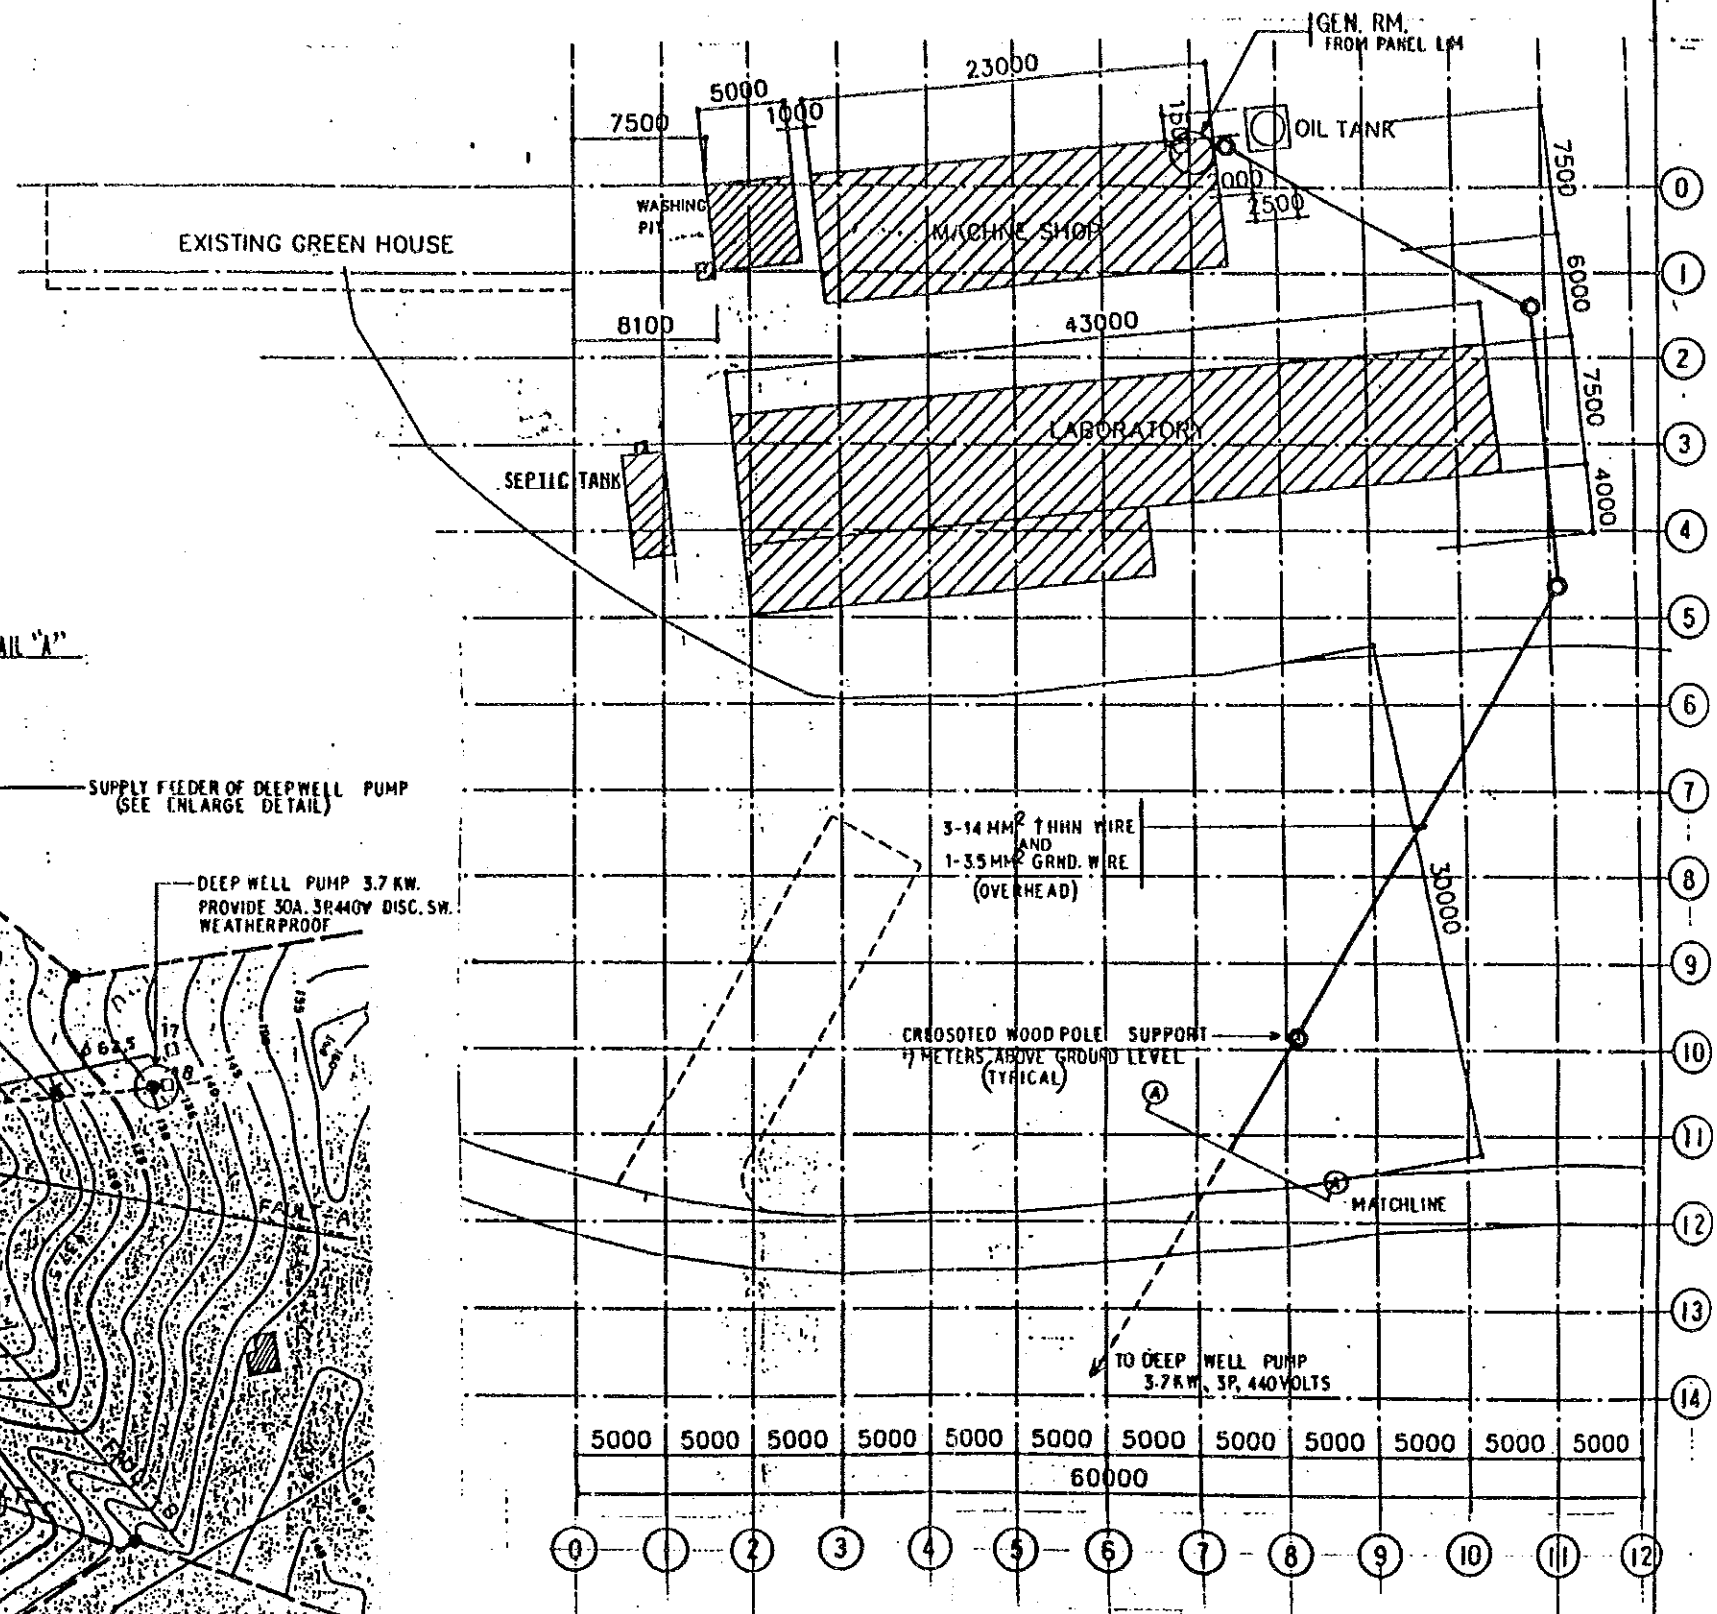 GEN. RM.
FROM PANEL LM
23000
5000
1000
7500
OIL TANK
7500
0
2500
WASHING
PIT
MACHINE SHOP
EXISTING GREEN HOUSE
1
6000
8100
43000
2
7500
LABORATORY
3
SEPTIC TANK
4000
4
5
"A"
6
SUPPLY FEEDER OF DEEPWELL PUMP
(SEE ENLARGE DETAIL)
7
3-14 MM² THHN WIRE
AND
1-3.5 MM² GRND. WIRE
(OVERHEAD)
8
30000
DEEP WELL PUMP 3.7 KW.
PROVIDE 30A. 3P. 440V DISC. SW.
WEATHERPROOF
9
CREOSOTED WOOD POLE SUPPORT
METERS ABOVE GROUND LEVEL
(TYPICAL)
10
17
18
145
140
A
11
A
MATCHLINE
FAULT A
12
13
TO DEEP WELL PUMP
3.7 KW, 3P, 440 VOLTS
14
5000 5000 5000 5000 5000 5000 5000 5000 5000 5000 5000 5000
60000
0 1 2 3 4 5 6 7 8 9 10 11 12